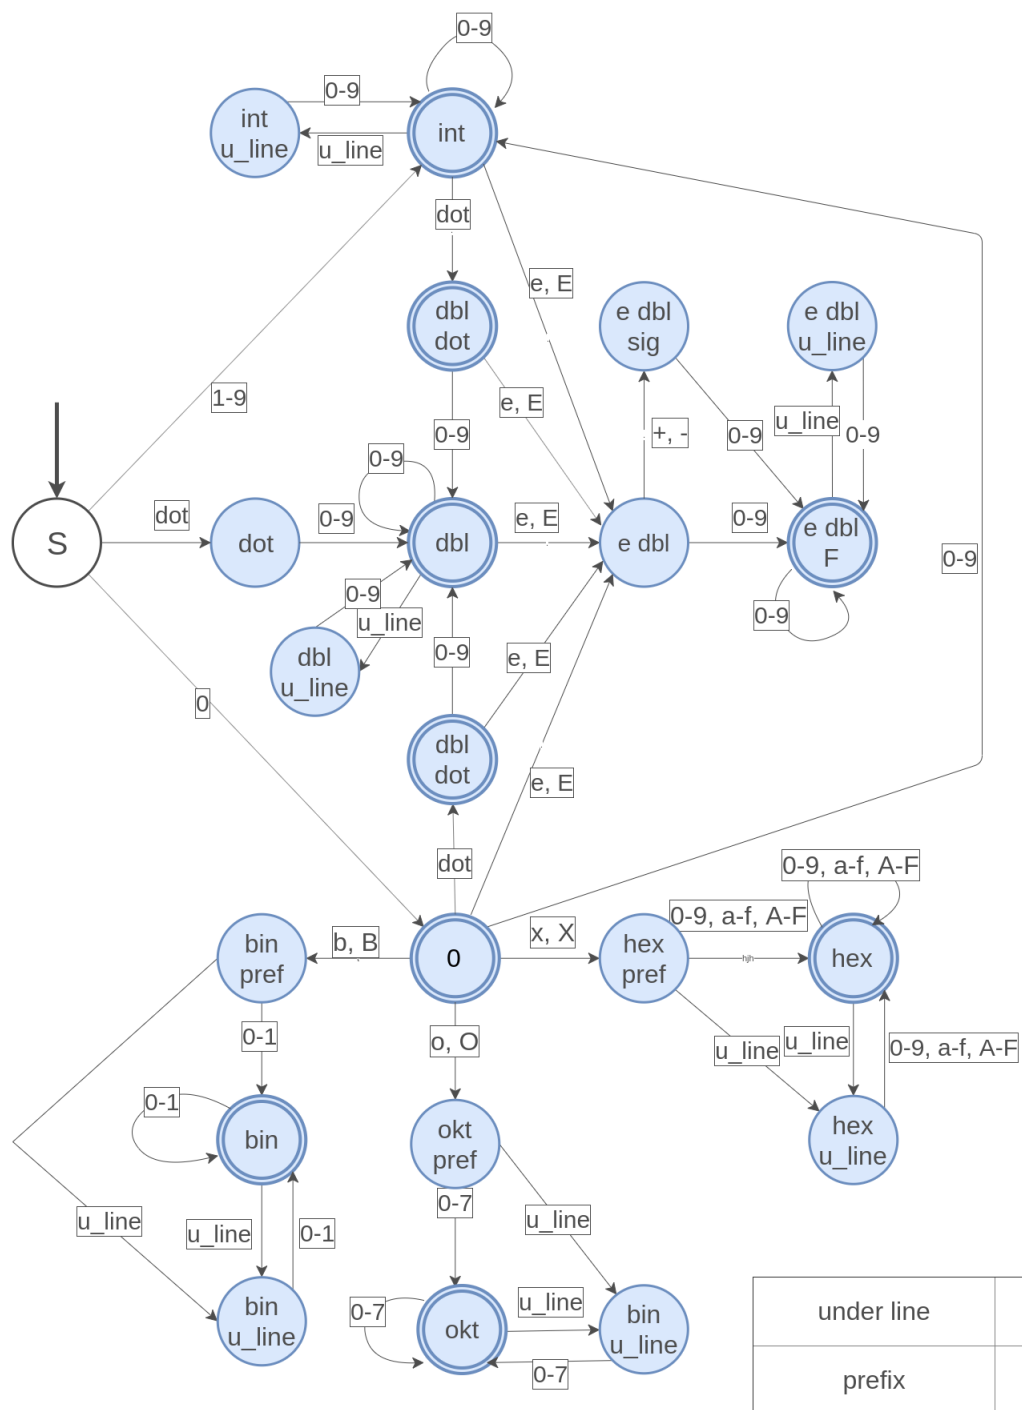 0-9
int
u_line
0-9
u_line
int
dot
e, E
dbl
dot
e, E
e dbl
sig
e dbl
u_line
1-9
0-9
0-9
+, -
0-9
u_line
0-9
S
dot
dot
0-9
dbl
e, E
e dbl
0-9
e dbl
F
0-9
0-9
u_line
0-9
0-9
dbl
u_line
0-9
e, E
0
dbl
dot
e, E
dot
0-9, a-f, A-F
bin
pref
b, B
0
x, X
hex
pref
0-9, a-f, A-F
hjh
hex
0-1
o, O
u_line
u_line
0-9, a-f, A-F
0-1
bin
okt
pref
hex
u_line
u_line
u_line
0-1
0-7
u_line
bin
u_line
0-7
okt
u_line
bin
u_line
0-7
under line
prefix